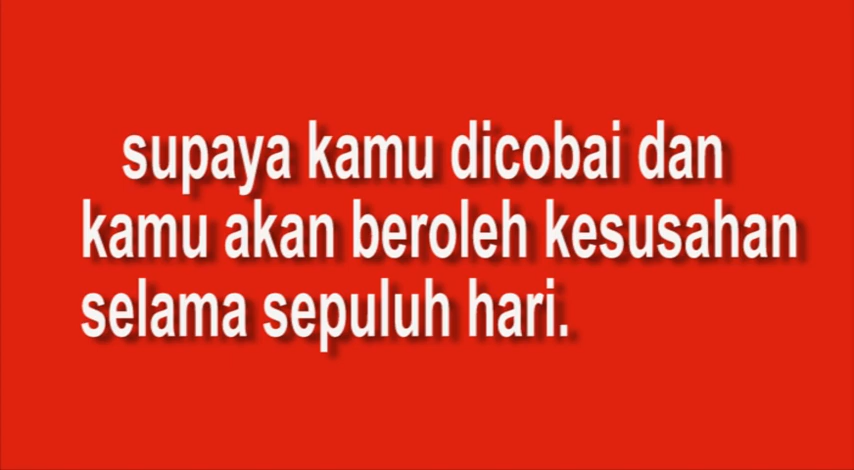 supaya kamu dicobai dan
kamu akan beroleh kesusahan
selama sepuluh hari.